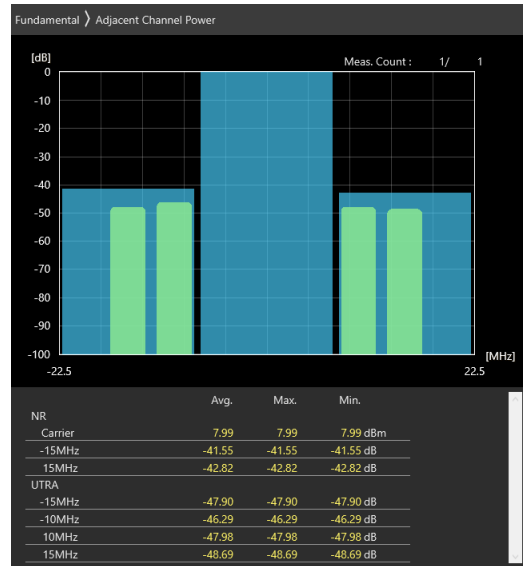 Fundamental ❭ Adjacent Channel Power
[dB]
Meas. Count : 1/ 1
0
-10
-20
-30
-40
-50
-60
-70
-80
-90
-100
[MHz]
-22.5 22.5
Avg. Max. Min.
NR
Carrier 7.99 7.99 7.99 dBm
-15MHz -41.55 -41.55 -41.55 dB
15MHz -42.82 -42.82 -42.82 dB
UTRA
-15MHz -47.90 -47.90 -47.90 dB
-10MHz -46.29 -46.29 -46.29 dB
10MHz -47.98 -47.98 -47.98 dB
15MHz -48.69 -48.69 -48.69 dB